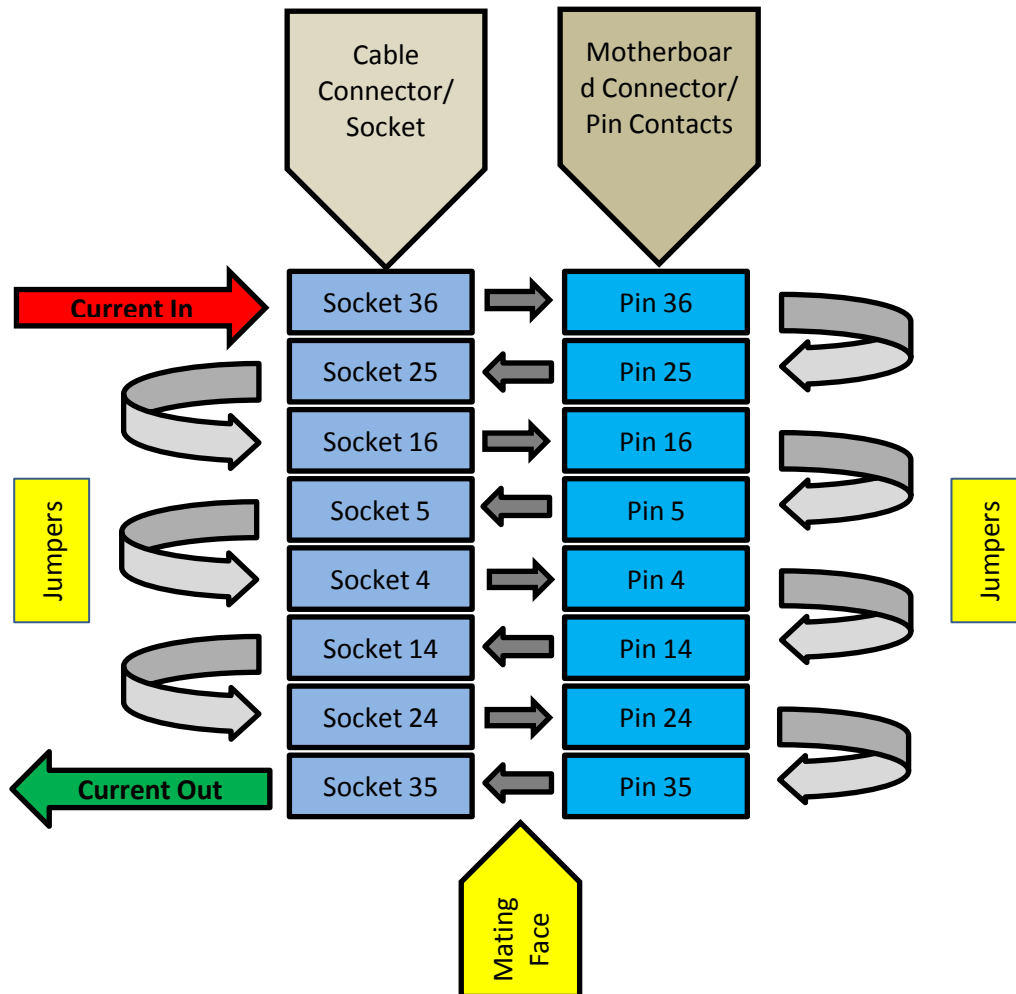 Cable
Connector/
Socket
Motherboar
d Connector/
Pin Contacts
Current In
Socket 36
Pin 36
Socket 25
Pin 25
Socket 16
Pin 16
Socket 5
Pin 5
Jumpers
Jumpers
Socket 4
Pin 4
Socket 14
Pin 14
Socket 24
Pin 24
Current Out
Socket 35
Pin 35
Mating
Face